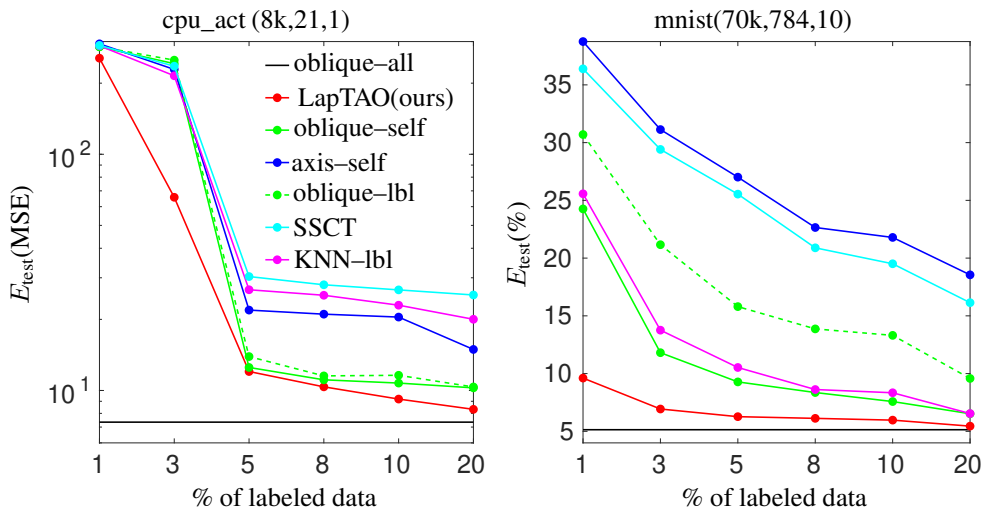 cpu_act (8k,21,1)
E_test(MSE)
10^2
10^1
oblique–all
LapTAO(ours)
oblique–self
axis–self
oblique–lbl
SSCT
KNN–lbl
1 3 5 8 10 20
% of labeled data
mnist(70k,784,10)
E_test(%)
35
30
25
20
15
10
5
1 3 5 8 10 20
% of labeled data